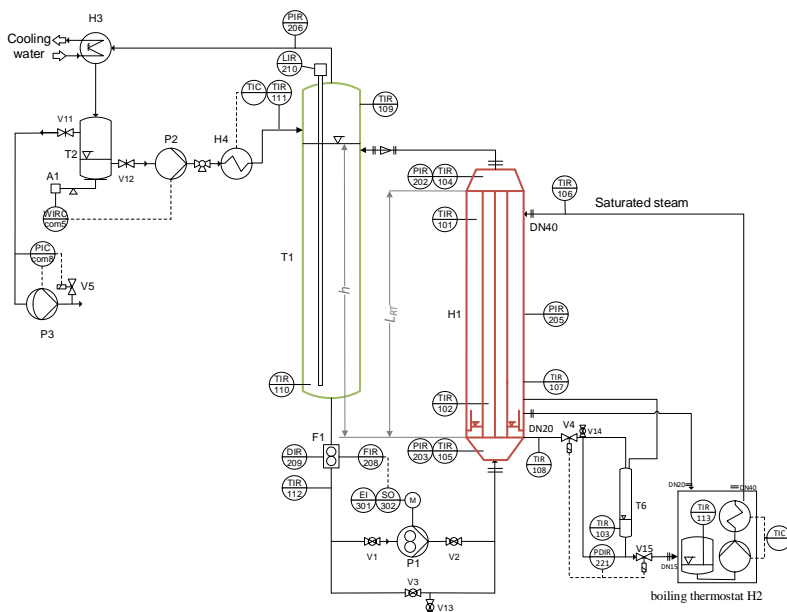 H3
PIR
206
Cooling
water
LIR
210
TIC
TIR
111
TIR
109
V11
P2
H4
T2
V12
A1
WIRC
com5
PIC
com8
V5
P3
T1
h
L_RT
PIR
202
TIR
104
TIR
101
TIR
106
Saturated steam
DN40
H1
PIR
205
TIR
107
TIR
110
TIR
102
F1
DIR
209
FIR
208
PIR
203
TIR
105
DN20
V4
V14
TIR
108
TIR
112
EI
301
SO
302
M
V1
P1
V2
V3
V13
T6
TIR
103
PDIR
221
V15
DN20
DN40
TIR
113
DN15
TIC
boiling thermostat H2